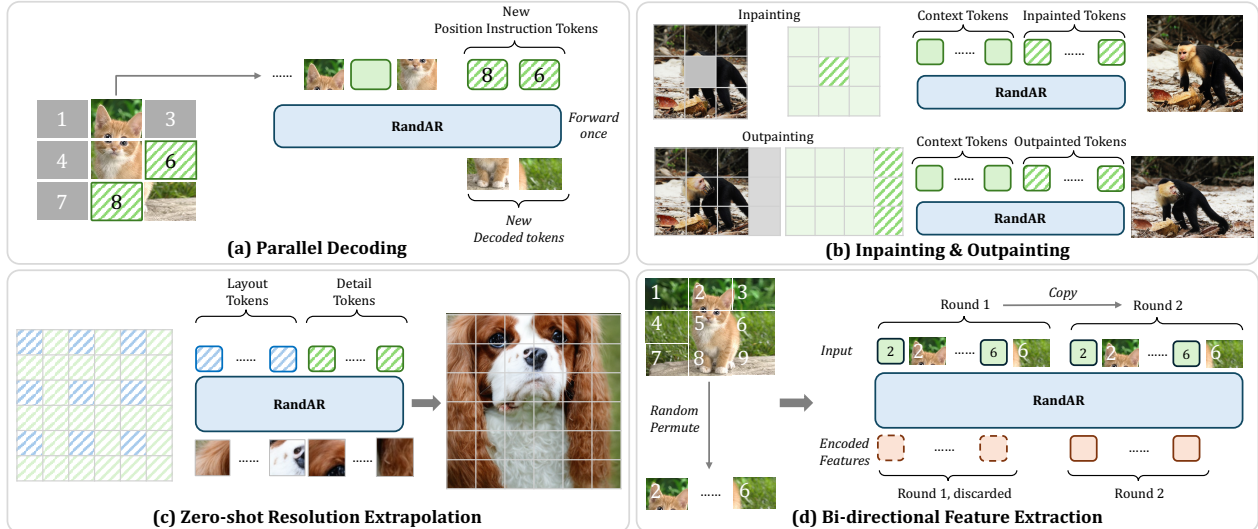 New
Position Instruction Tokens
......
8
6
1
3
4
6
7
8
RandAR
Forward
once
New
Decoded tokens
(a) Parallel Decoding
Inpainting
Context Tokens
Inpainted Tokens
......
......
RandAR
Outpainting
Context Tokens
Outpainted Tokens
......
......
RandAR
(b) Inpainting & Outpainting
Layout
Tokens
Detail
Tokens
......
......
RandAR
......
......
(c) Zero-shot Resolution Extrapolation
1 2 3
4 5 6
7 8 9
Random
Permute
2 ...... 6
Round 1
Copy
Round 2
Input
2 2 ...... 6 6
2 2 ...... 6 6
RandAR
Encoded
Features
......
......
Round 1, discarded
Round 2
(d) Bi-directional Feature Extraction